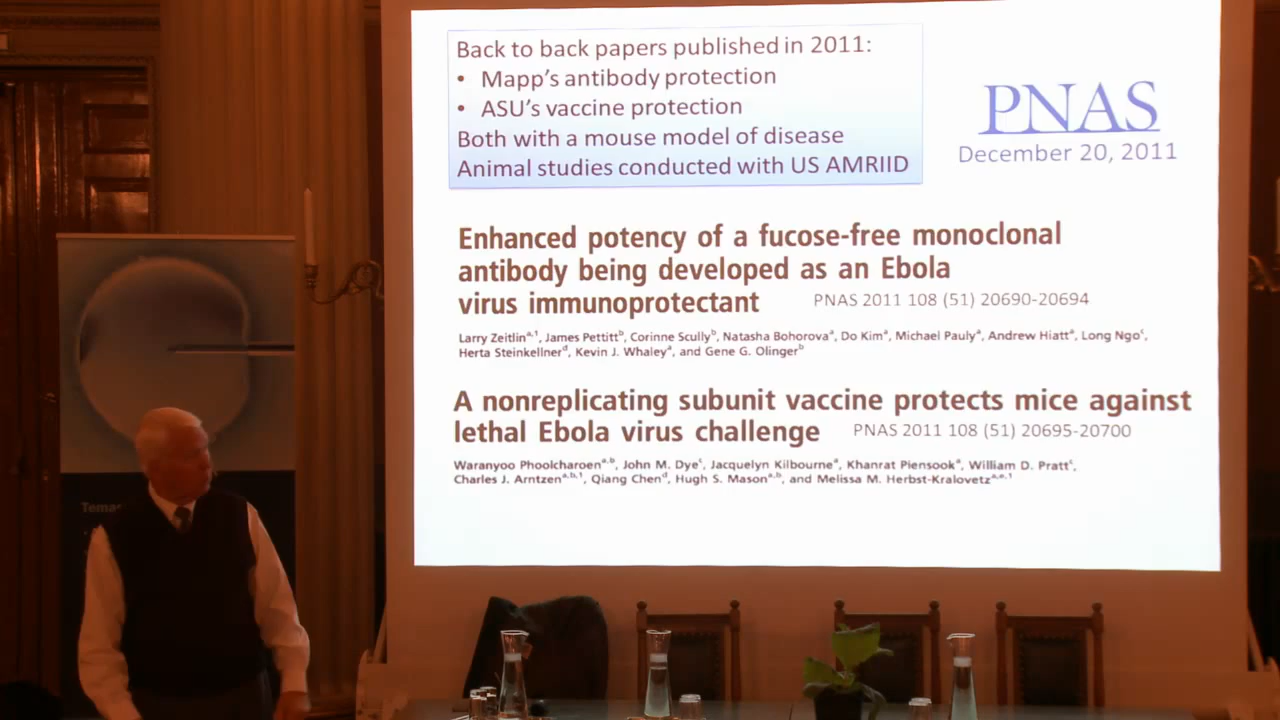 Back to back papers published in 2011:
• Mapp's antibody protection
• ASU's vaccine protection
Both with a mouse model of disease
Animal studies conducted with US AMRIID
PNAS
December 20, 2011
Enhanced potency of a fucose-free monoclonal
antibody being developed as an Ebola
virus immunoprotectant PNAS 2011 108 (51) 20690-20694
Larry Zeitlin a,1, James Pettitt b, Corinne Scully b, Natasha Bohorova a, Do Kim a, Michael Pauly a, Andrew Hiatt a, Long Ngo c,
Herta Steinkellner d, Kevin J. Whaley a, and Gene G. Olinger b
A nonreplicating subunit vaccine protects mice against
lethal Ebola virus challenge PNAS 2011 108 (51) 20695-20700
Waranyoo Phoolcharoen a,b, John M. Dye c, Jacquelyn Kilbourne a, Khanrat Piensook a, William D. Pratt c,
Charles J. Arntzen a,b,1, Qiang Chen d, Hugh S. Mason a,b, and Melissa M. Herbst-Kralovetz a,e,1